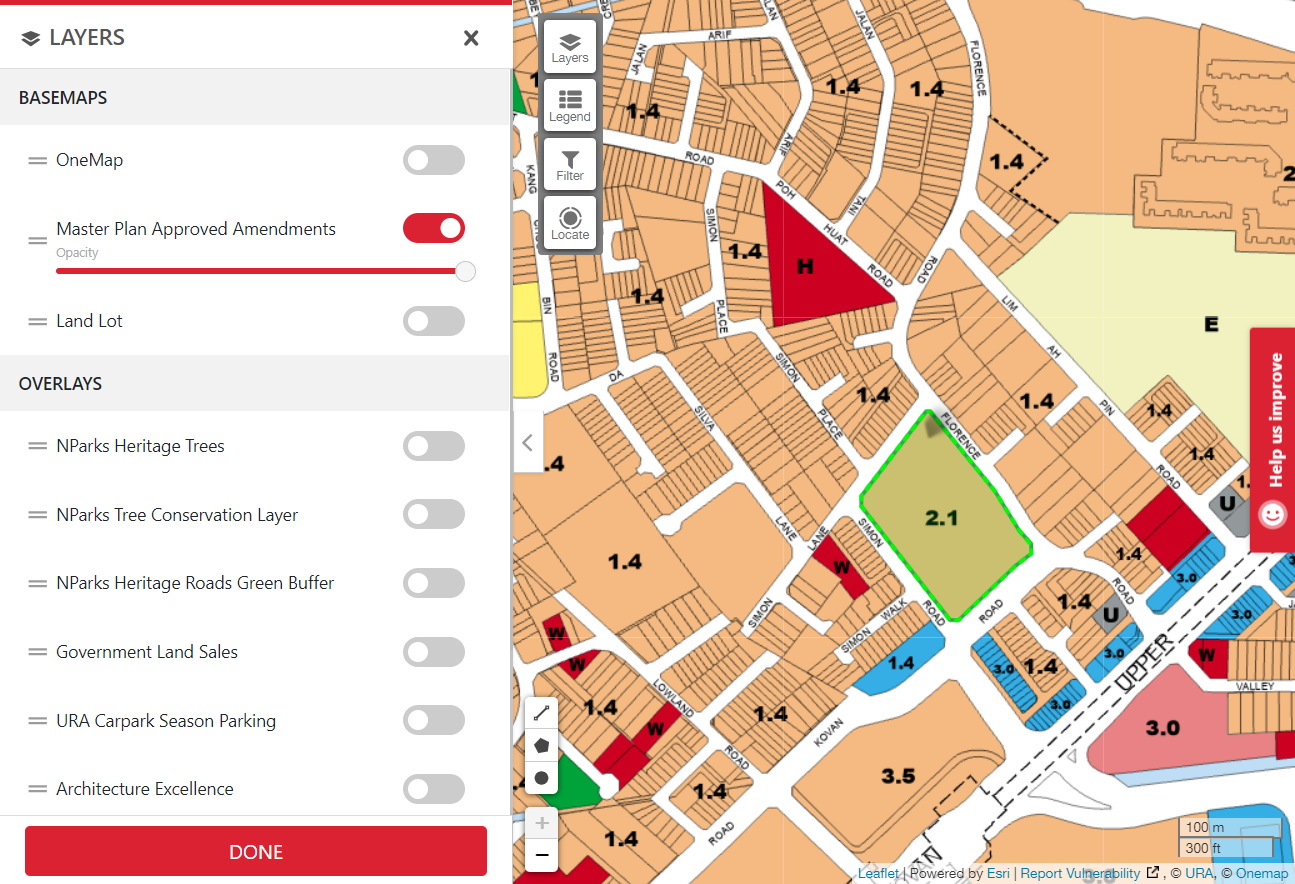 LAYERS
BASEMAPS
OneMap
Master Plan Approved Amendments
Opacity
Land Lot
OVERLAYS
NParks Heritage Trees
NParks Tree Conservation Layer
NParks Heritage Roads Green Buffer
Government Land Sales
URA Carpark Season Parking
Architecture Excellence
DONE
Layers
Legend
Filter
Locate
JALAN
ARIF
JALAN
FLORENCE
1.4
1.4
1.4
ARIF
ROAD
KANG
POH
TANI
HUAT
ROAD
ROAD
SIMON
PLACE
1.4
H
1.4
1.4
BIN
ROAD
LIM
AH
PIN
ROAD
E
DA
SILVA
LANE
SIMON
PLACE
1.4
1.4
1.4
1.4
FLORENCE
2.1
U
1.4
W
LANE
SIMON
ROAD
1.4
3.0
ROAD
ROAD
1.4
U
3.0
3.0
SIMON
SIMON
WALK
W
W
1.4
3.0
1.4
3.0
UPPER
W
VALLEY
1.4
LOWLAND
ROAD
W
1.4
KOVAN
ROAD
3.0
3.5
1.4
1.4
Help us improve
100 m
300 ft
Leaflet | Powered by Esri | Report Vulnerability , © URA, © Onemap